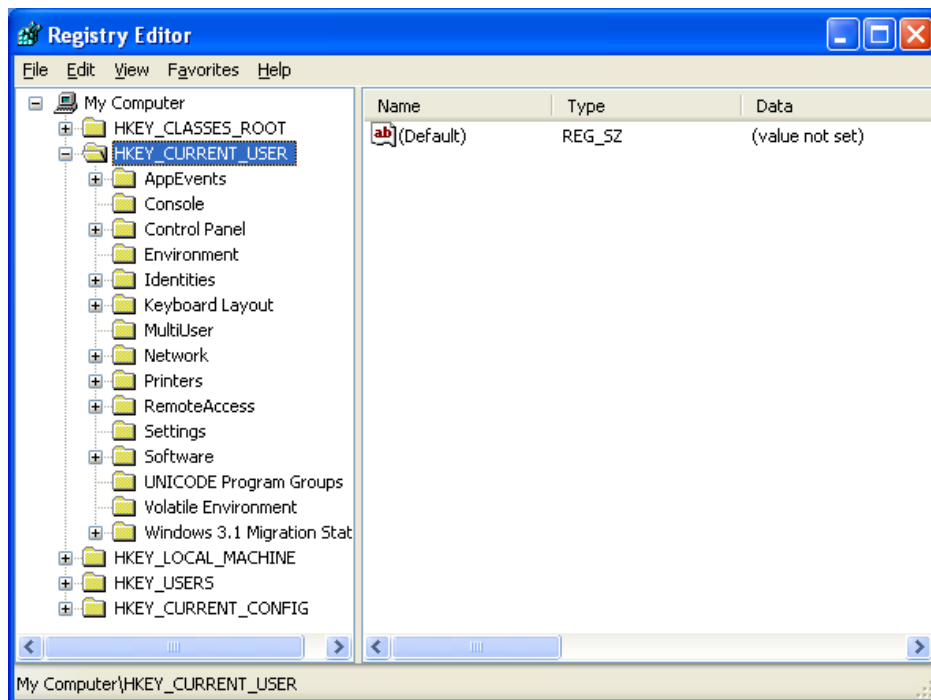 Registry Editor
File Edit View Favorites Help
My Computer
HKEY_CLASSES_ROOT
HKEY_CURRENT_USER
AppEvents
Console
Control Panel
Environment
Identities
Keyboard Layout
MultiUser
Network
Printers
RemoteAccess
Settings
Software
UNICODE Program Groups
Volatile Environment
Windows 3.1 Migration Stat
HKEY_LOCAL_MACHINE
HKEY_USERS
HKEY_CURRENT_CONFIG
Name Type Data
ab (Default) REG_SZ (value not set)
My Computer\HKEY_CURRENT_USER